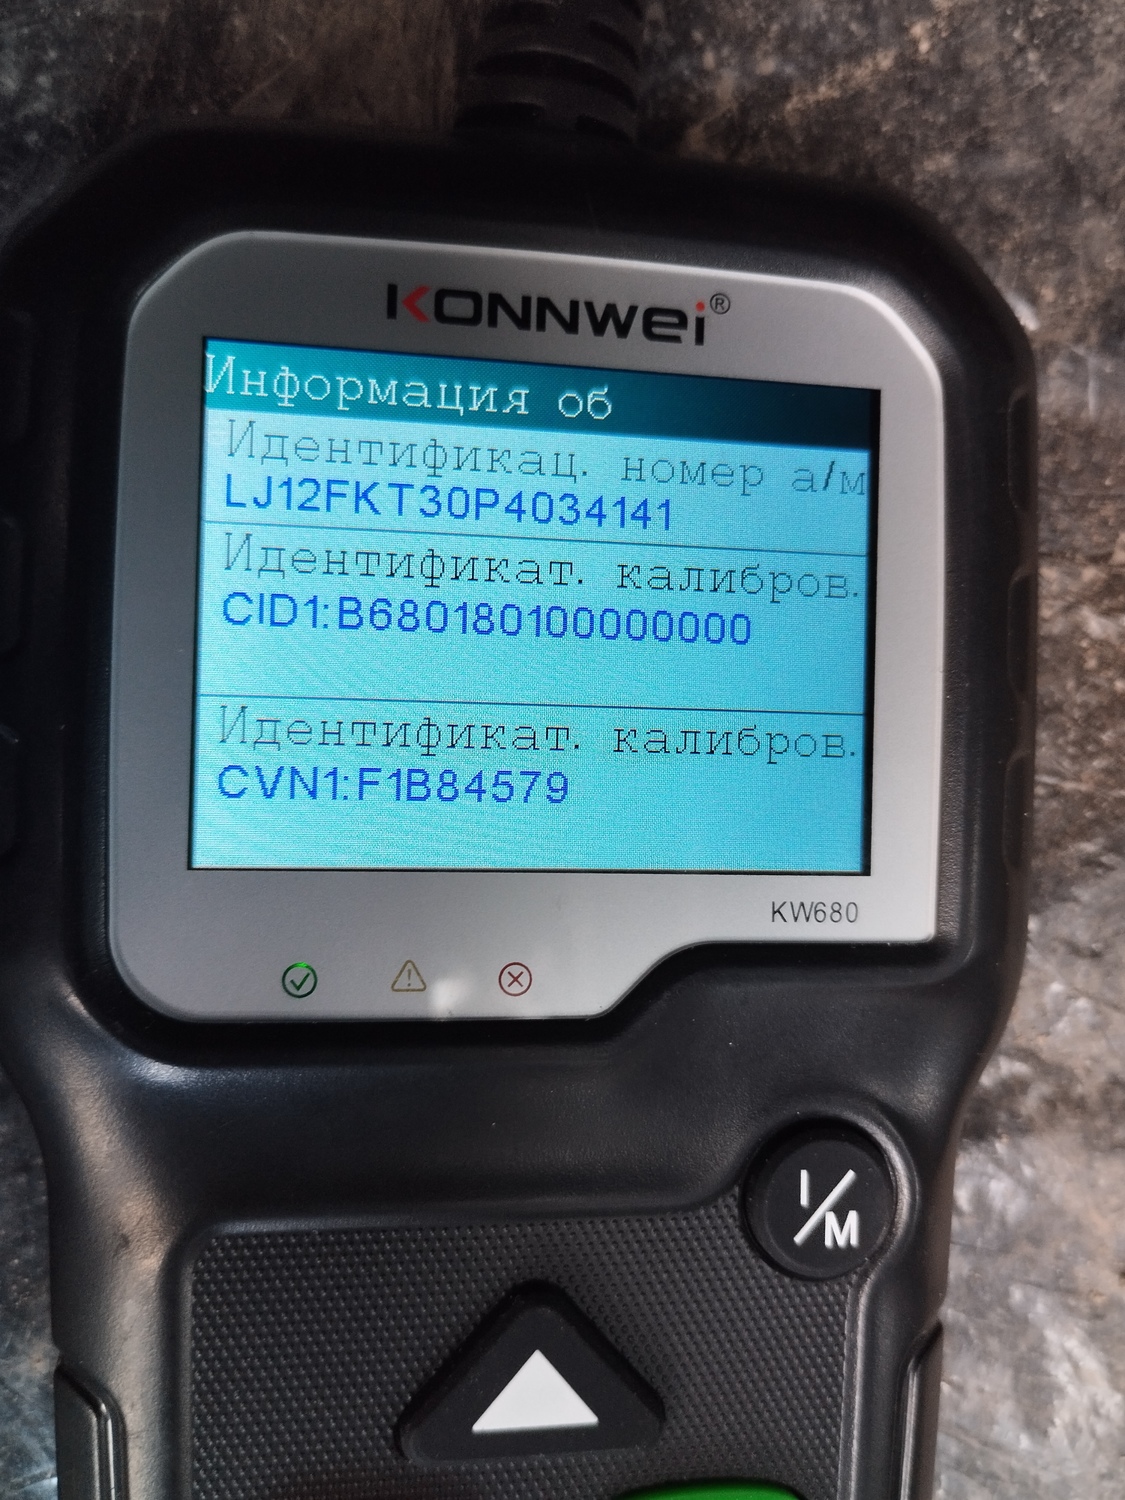 KONNWEI®
Информация об
Идентификац. номер а/м
LJ12FKT30P4034141
Идентификат. калибров.
CID1:B680180100000000
Идентификат. калибров.
CVN1:F1B84579
KW680
I/M